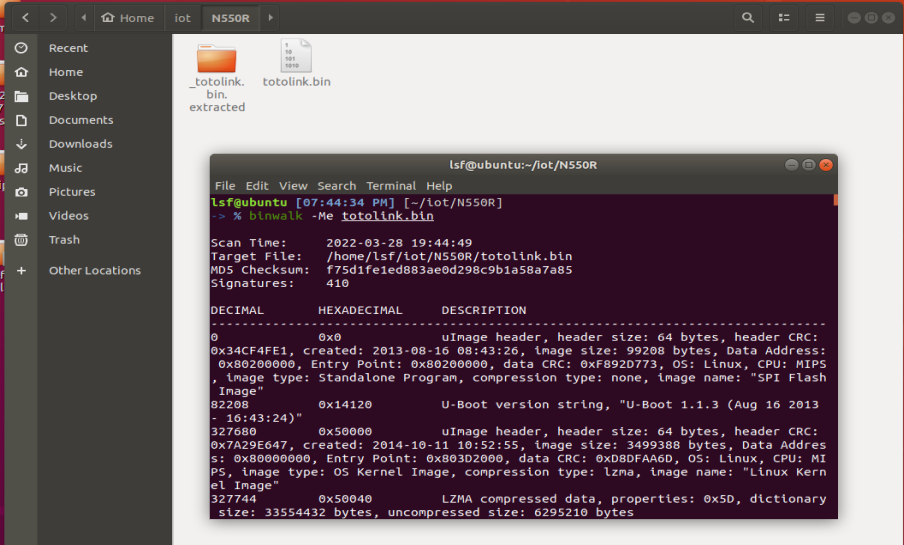 Home iot N550R
Recent
Home
Desktop
Documents
Downloads
Music
Pictures
Videos
Trash
Other Locations
_totolink.
bin.
extracted
totolink.bin
1
10
101
1010
lsf@ubuntu:~/iot/N550R
File Edit View Search Terminal Help
lsf@ubuntu [07:44:34 PM] [~/iot/N550R]
-> % binwalk -Me totolink.bin
Scan Time: 2022-03-28 19:44:49
Target File: /home/lsf/iot/N550R/totolink.bin
MD5 Checksum: f75d1fe1ed883ae0d298c9b1a58a7a85
Signatures: 410
DECIMAL HEXADECIMAL DESCRIPTION
--------------------------------------------------------------------------------
0 0x0 uImage header, header size: 64 bytes, header CRC:
0x34CF4FE1, created: 2013-08-16 08:43:26, image size: 99208 bytes, Data Address:
0x80200000, Entry Point: 0x80200000, data CRC: 0xF892D773, OS: Linux, CPU: MIPS
, image type: Standalone Program, compression type: none, image name: "SPI Flash
Image"
82208 0x14120 U-Boot version string, "U-Boot 1.1.3 (Aug 16 2013
- 16:43:24)"
327680 0x50000 uImage header, header size: 64 bytes, header CRC:
0x7A29E647, created: 2014-10-11 10:52:55, image size: 3499388 bytes, Data Addres
s: 0x80000000, Entry Point: 0x803D2000, data CRC: 0xD8DFAA6D, OS: Linux, CPU: MI
PS, image type: OS Kernel Image, compression type: lzma, image name: "Linux Kern
el Image"
327744 0x50040 LZMA compressed data, properties: 0x5D, dictionary
size: 33554432 bytes, uncompressed size: 6295210 bytes